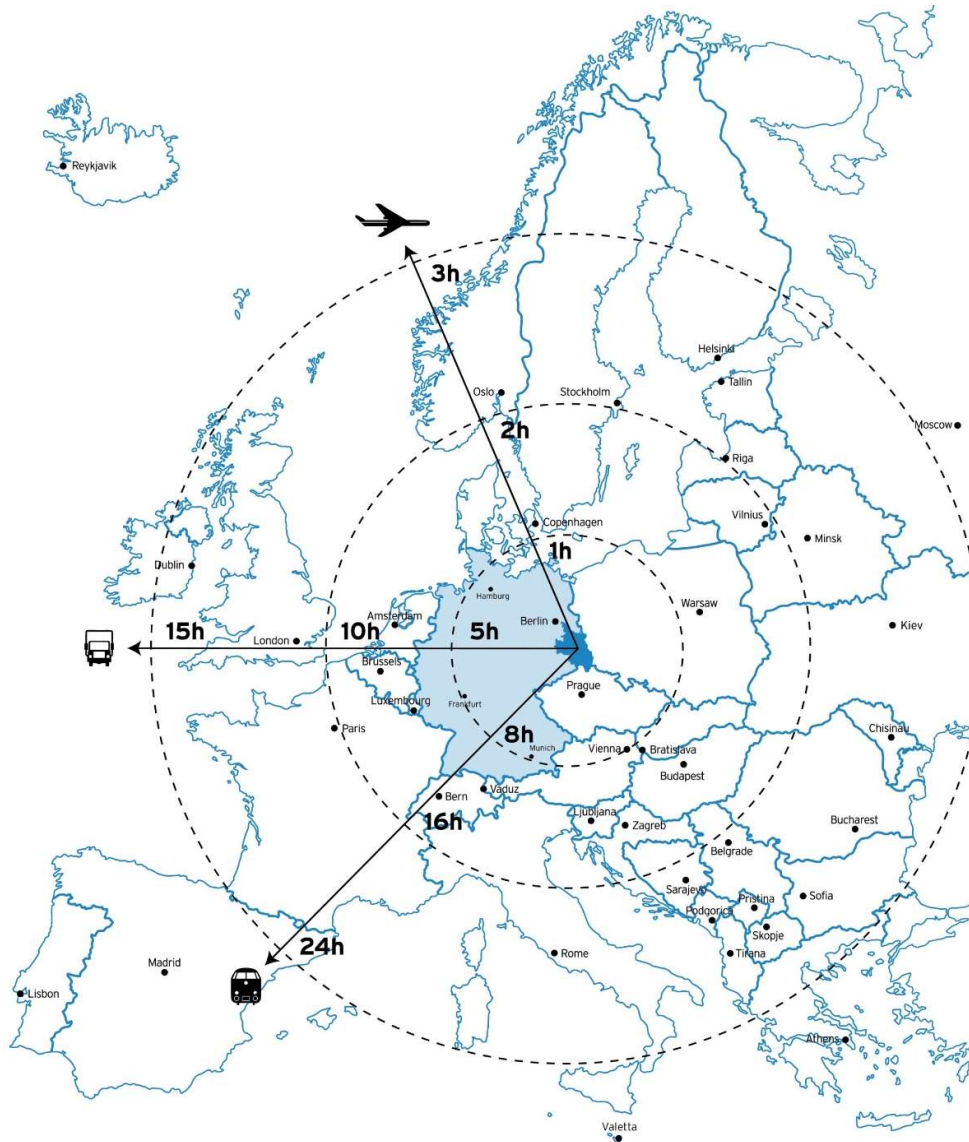 Reykjavik
3h
Helsinki
Tallin
Oslo
Stockholm
2h
Moscow
Riga
Copenhagen
Vilnius
Minsk
1h
Dublin
Hamburg
Amsterdam
Berlin
Warsaw
Kiev
15h
London
10h
5h
Brussels
Prague
Luxembourg
Frankfurt
Paris
8h
Chisinau
Munich
Vienna
Bratislava
Budapest
Vaduz
Bern
16h
Ljubljana
Zagreb
Bucharest
Belgrade
Sarajevo
Sofia
Pristina
Podgorica
Skopje
24h
Rome
Tirana
Madrid
Lisbon
Athens
Valetta